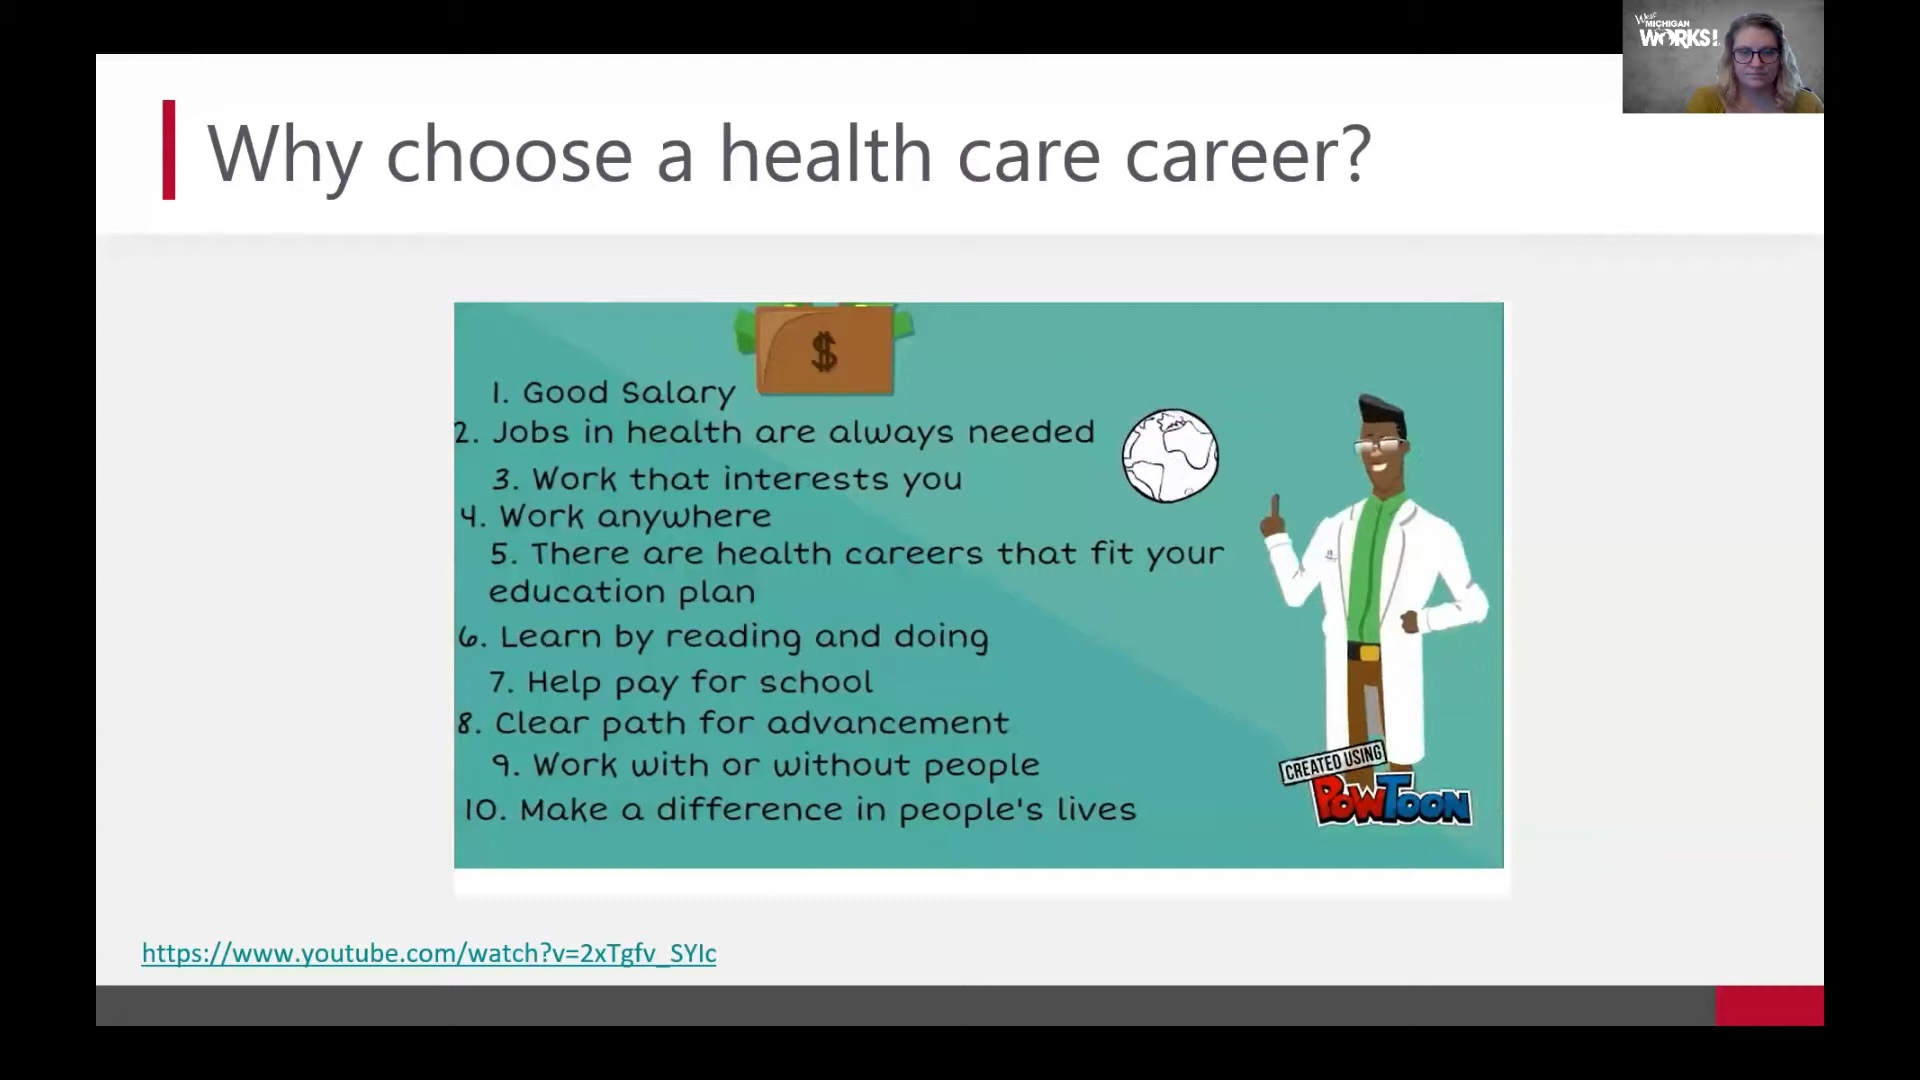 West
MICHIGAN
WORKS!
Why choose a health care career?
$
1. Good Salary
2. Jobs in health are always needed
3. Work that interests you
4. Work anywhere
5. There are health careers that fit your
education plan
6. Learn by reading and doing
7. Help pay for school
8. Clear path for advancement
9. Work with or without people
10. Make a difference in people's lives
CREATED USING
POWTOON
https://www.youtube.com/watch?v=2xTgfv_SYIc